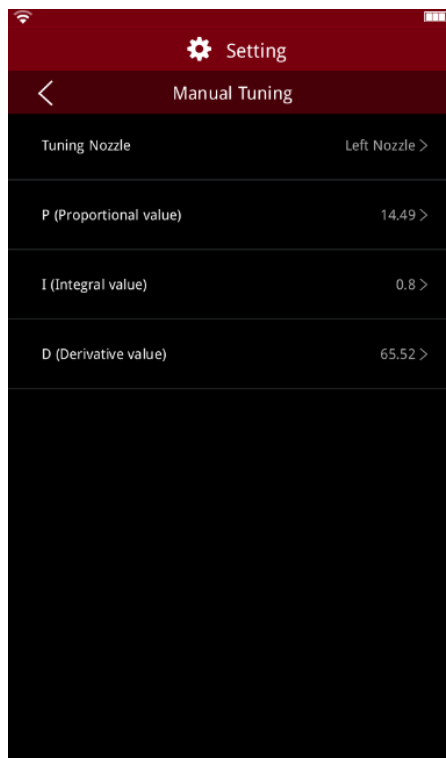 Setting
Manual Tuning
Tuning Nozzle Left Nozzle >
P (Proportional value) 14.49 >
I (Integral value) 0.8 >
D (Derivative value) 65.52 >